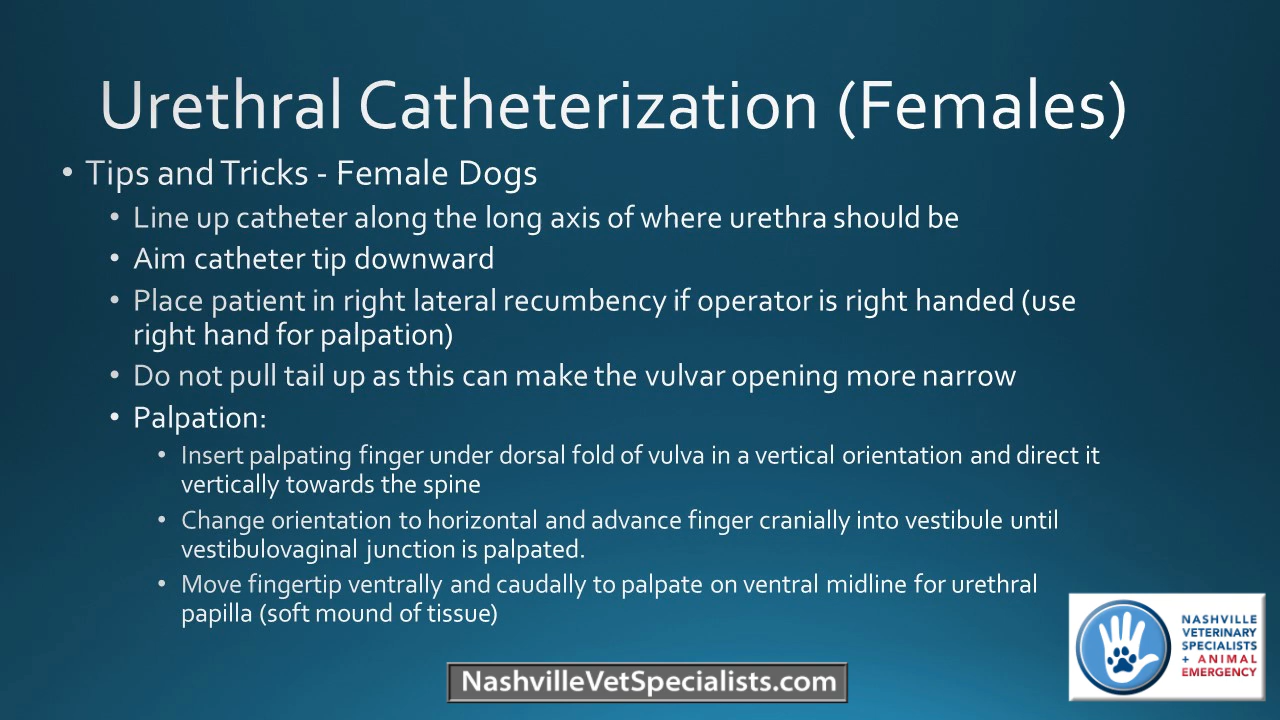 Urethral Catheterization (Females)
• Tips and Tricks - Female Dogs
• Line up catheter along the long axis of where urethra should be
• Aim catheter tip downward
• Place patient in right lateral recumbency if operator is right handed (use
right hand for palpation)
• Do not pull tail up as this can make the vulvar opening more narrow
• Palpation:
• Insert palpating finger under dorsal fold of vulva in a vertical orientation and direct it
vertically towards the spine
• Change orientation to horizontal and advance finger cranially into vestibule until
vestibulovaginal junction is palpated.
• Move fingertip ventrally and caudally to palpate on ventral midline for urethral
papilla (soft mound of tissue)
NASHVILLE
VETERINARY
SPECIALISTS
+ ANIMAL
EMERGENCY
NashvilleVetSpecialists.com